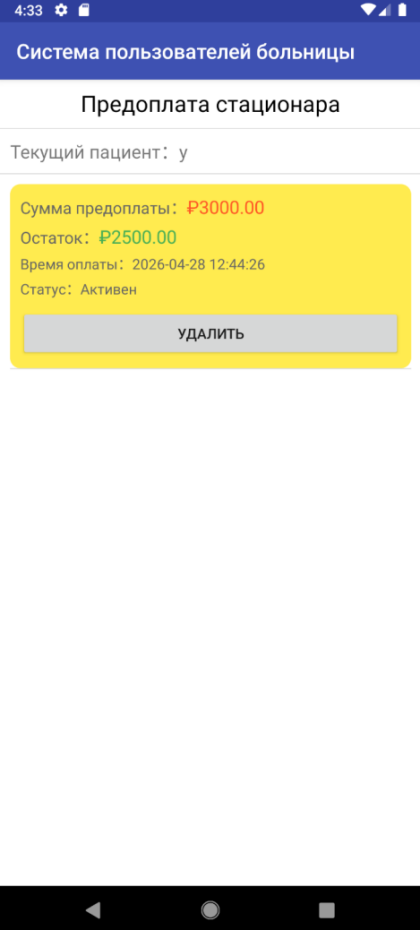 4:33
Система пользователей больницы
Предоплата стационара
Текущий пациент：y
Сумма предоплаты：₽3000.00
Остаток：₽2500.00
Время оплаты：2026-04-28 12:44:26
Статус：Активен
УДАЛИТЬ